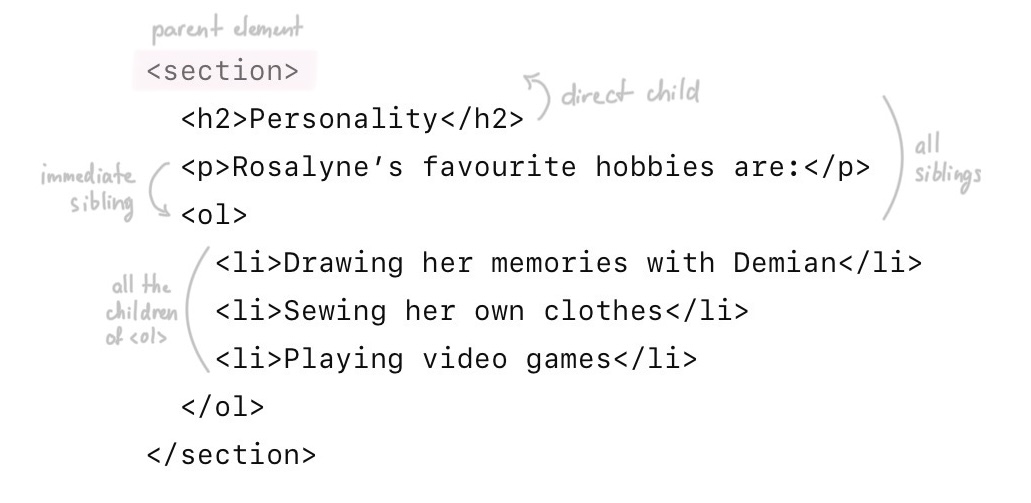 parent element
<section>
direct child
<h2>Personality</h2>
<p>Rosalyne’s favourite hobbies are:</p>
all
siblings
immediate
sibling
<ol>
<li>Drawing her memories with Demian</li>
all the
children
of <ol>
<li>Sewing her own clothes</li>
<li>Playing video games</li>
</ol>
</section>